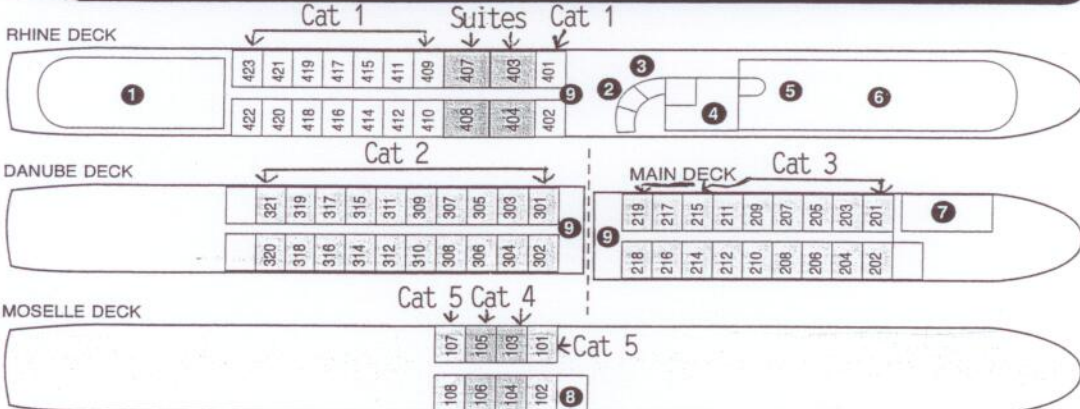 Cat 1 Suites Cat 1
RHINE DECK
423 421 419 417 415 411 409 407 403 401
1 9 2 3 4 5 6
422 420 418 416 414 412 410 408 404 402
Cat 2
DANUBE DECK
321 319 317 315 311 309 307 305 303 301
9
320 318 316 314 312 310 308 306 304 302
MAIN DECK Cat 3
219 217 215 211 209 207 205 203 201 7
9
218 216 214 212 210 208 206 204 202
Cat 5 Cat 4
MOSELLE DECK
107 105 103 101 Cat 5
108 106 104 102 8